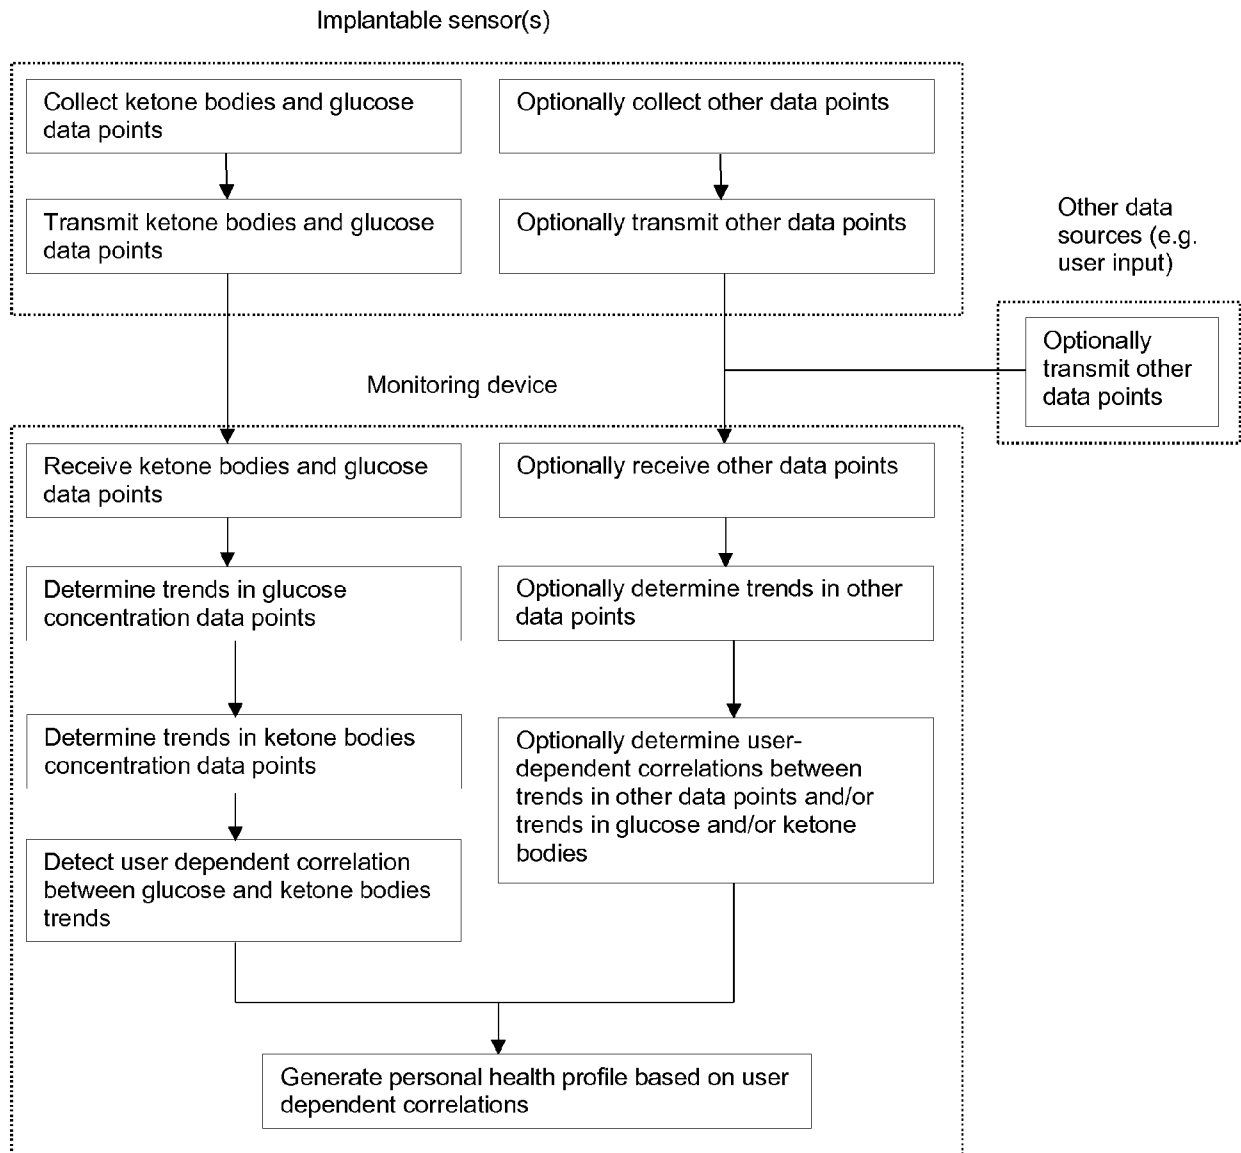 Implantable sensor(s)
Collect ketone bodies and glucose
data points
Optionally collect other data points
Transmit ketone bodies and glucose
data points
Optionally transmit other data points
Other data
sources (e.g.
user input)
Optionally
transmit other
data points
Monitoring device
Receive ketone bodies and glucose
data points
Optionally receive other data points
Determine trends in glucose
concentration data points
Optionally determine trends in other
data points
Determine trends in ketone bodies
concentration data points
Optionally determine user-
dependent correlations between
trends in other data points and/or
trends in glucose and/or ketone
bodies
Detect user dependent correlation
between glucose and ketone bodies
trends
Generate personal health profile based on user
dependent correlations